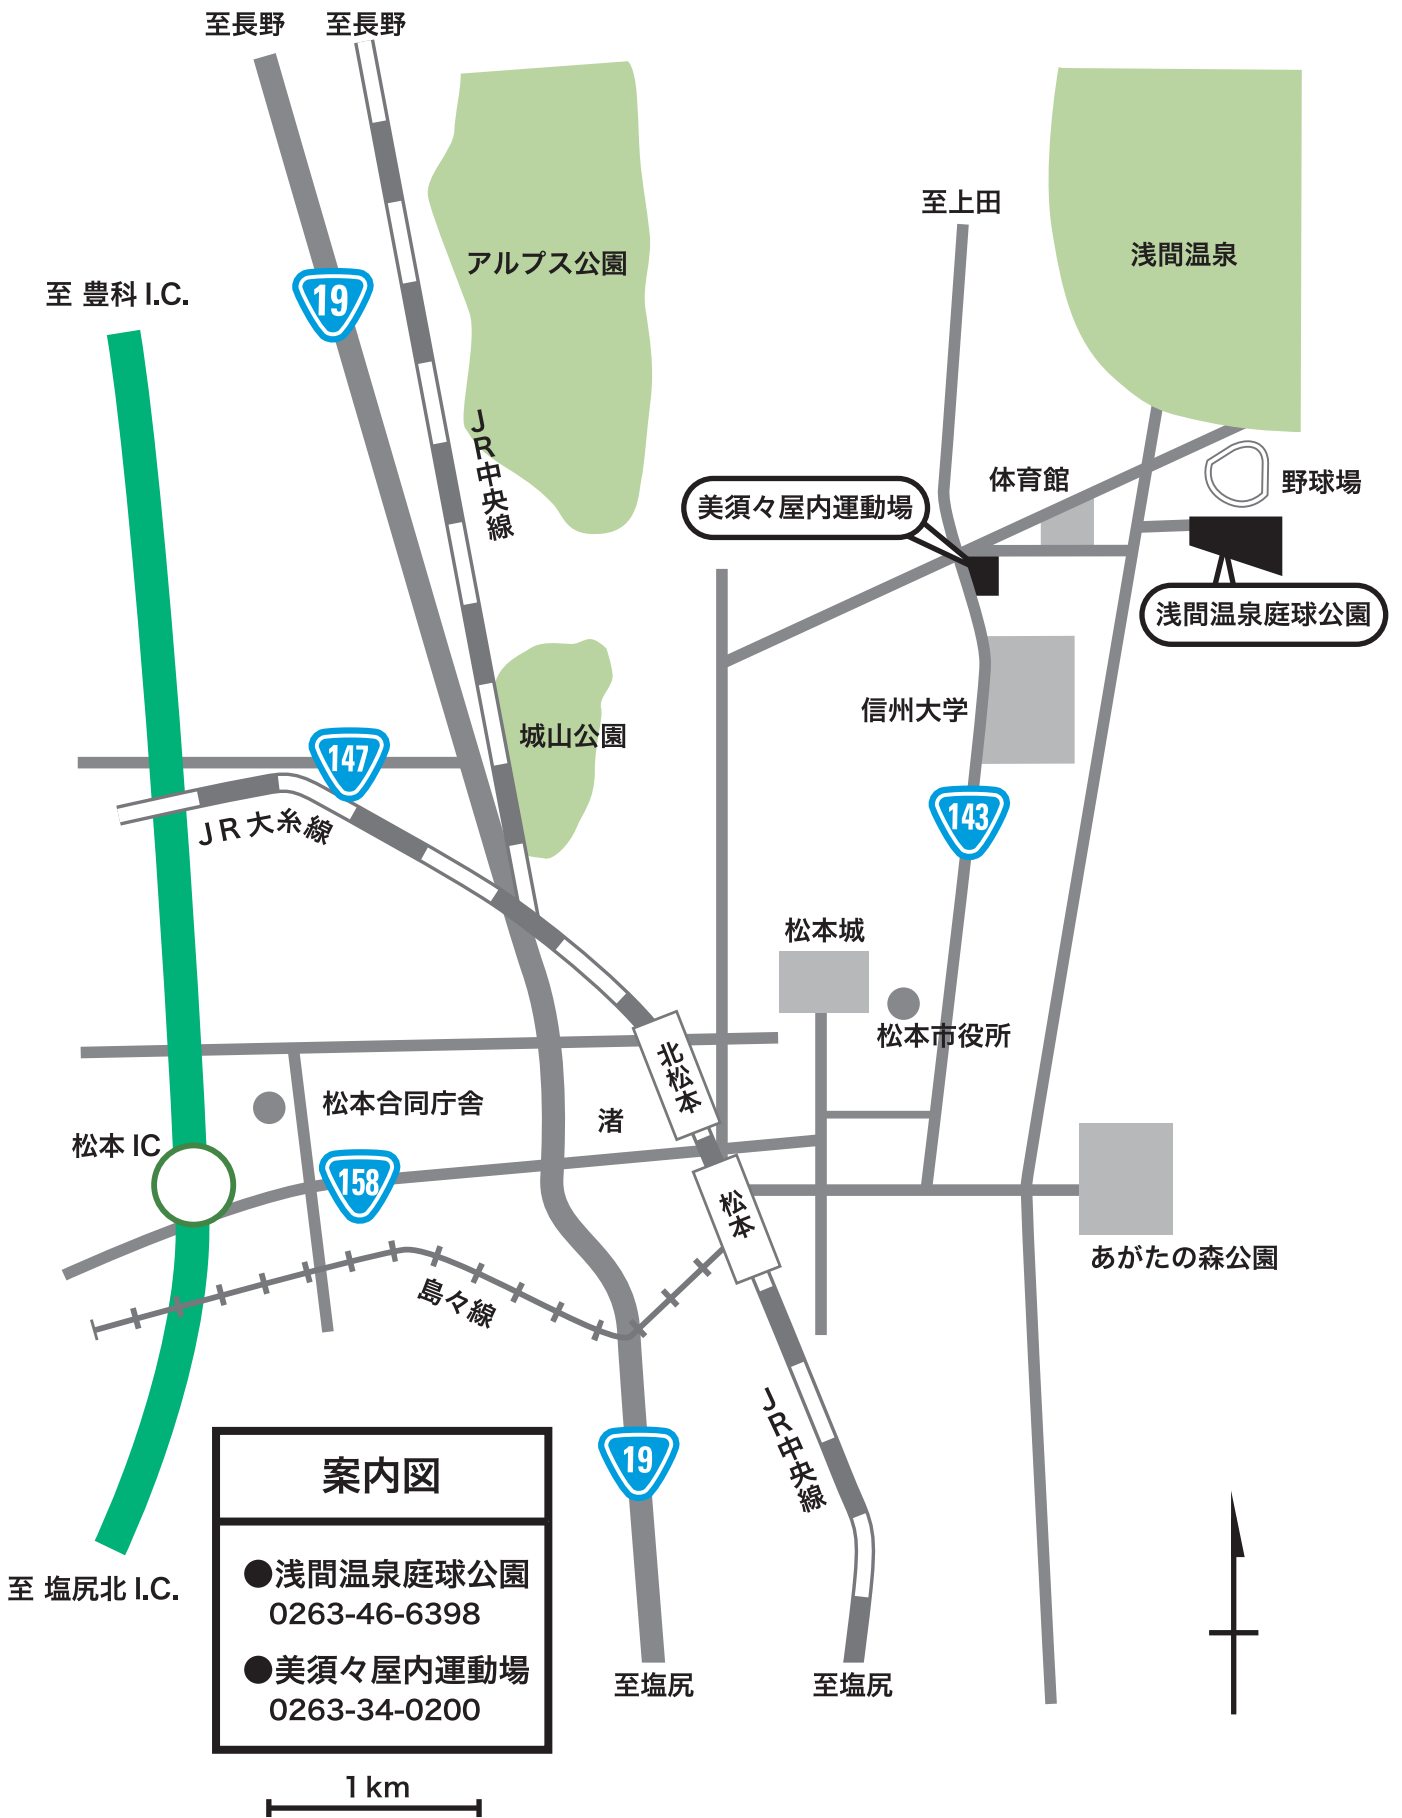 至長野
至長野
至上田
浅間温泉
アルプス公園
至 豊科 I.C.
19
JR中央線
体育館
野球場
美須々屋内運動場
浅間温泉庭球公園
信州大学
城山公園
147
JR大糸線
143
松本城
松本市役所
北松本
松本合同庁舎
渚
松本 IC
158
松本
あがたの森公園
島々線
JR中央線
19
案内図
●浅間温泉庭球公園
0263-46-6398
●美須々屋内運動場
0263-34-0200
至 塩尻北 I.C.
至塩尻
至塩尻
1 km